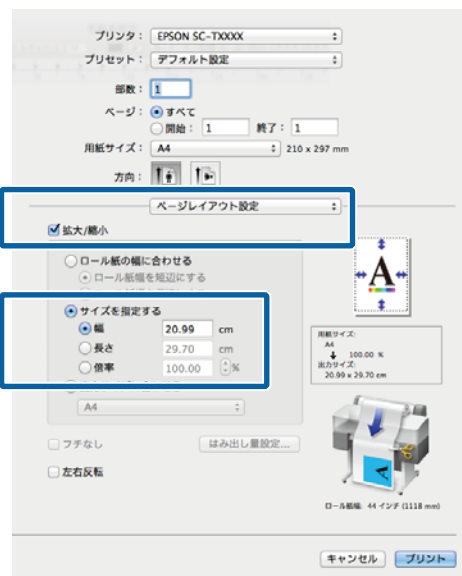 プリンタ： EPSON SC-TXXXX
プリセット： デフォルト設定
部数： 1
ページ： すべて
開始： 1 終了： 1
用紙サイズ： A4 210 x 297 mm
方向：
ページレイアウト設定
拡大/縮小
ロール紙の幅に合わせる
ロール紙幅を短辺にする
サイズを指定する
幅 20.99 cm
長さ 29.70 cm
倍率 100.00 %
A4
フチなし はみ出し量設定...
左右反転
A
用紙サイズ:
A4
100.00 %
出力サイズ:
20.99 x 29.70 cm
A
ロール紙幅: 44 インチ (1118 mm)
キャンセル プリント